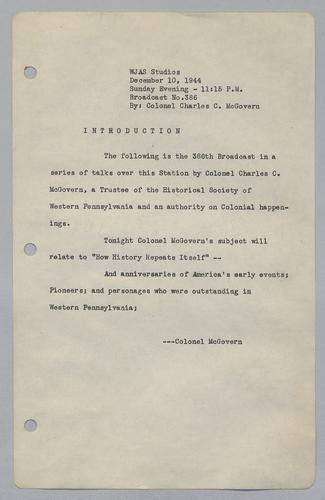 WJAS Studios
December 10, 1944
Sunday Evening - 11:15 P.M.
Broadcast No.386
By: Colonel Charles C. McGovern
INTRODUCTION
The following is the 386th Broadcast in a
series of talks over this Station by Colonel Charles C.
McGovern, a Trustee of the Historical Society of
Western Pennsylvania and an authority on Colonial happen-
ings.
Tonight Colonel McGovern's subject will
relate to "How History Repeats Itself" --
And anniversaries of America's early events;
Pioneers; and personages who were outstanding in
Western Pennsylvania;
---Colonel McGovern